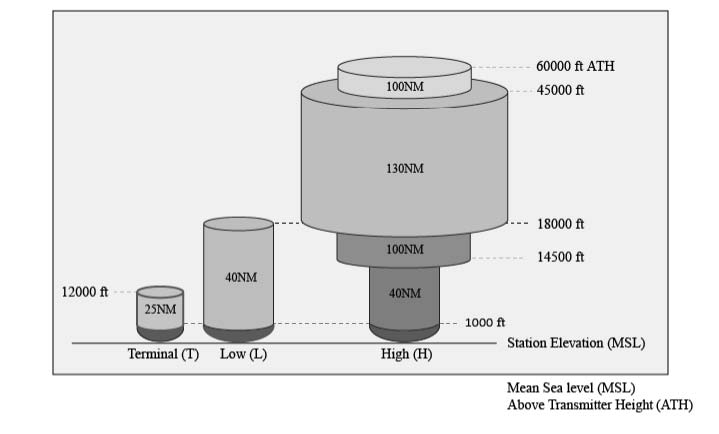 60000 ft ATH
100NM
45000 ft
130NM
18000 ft
100NM
14500 ft
40NM
12000 ft
40NM
25NM
1000 ft
Station Elevation (MSL)
Terminal (T)
Low (L)
High (H)
Mean Sea level (MSL)
Above Transmitter Height (ATH)